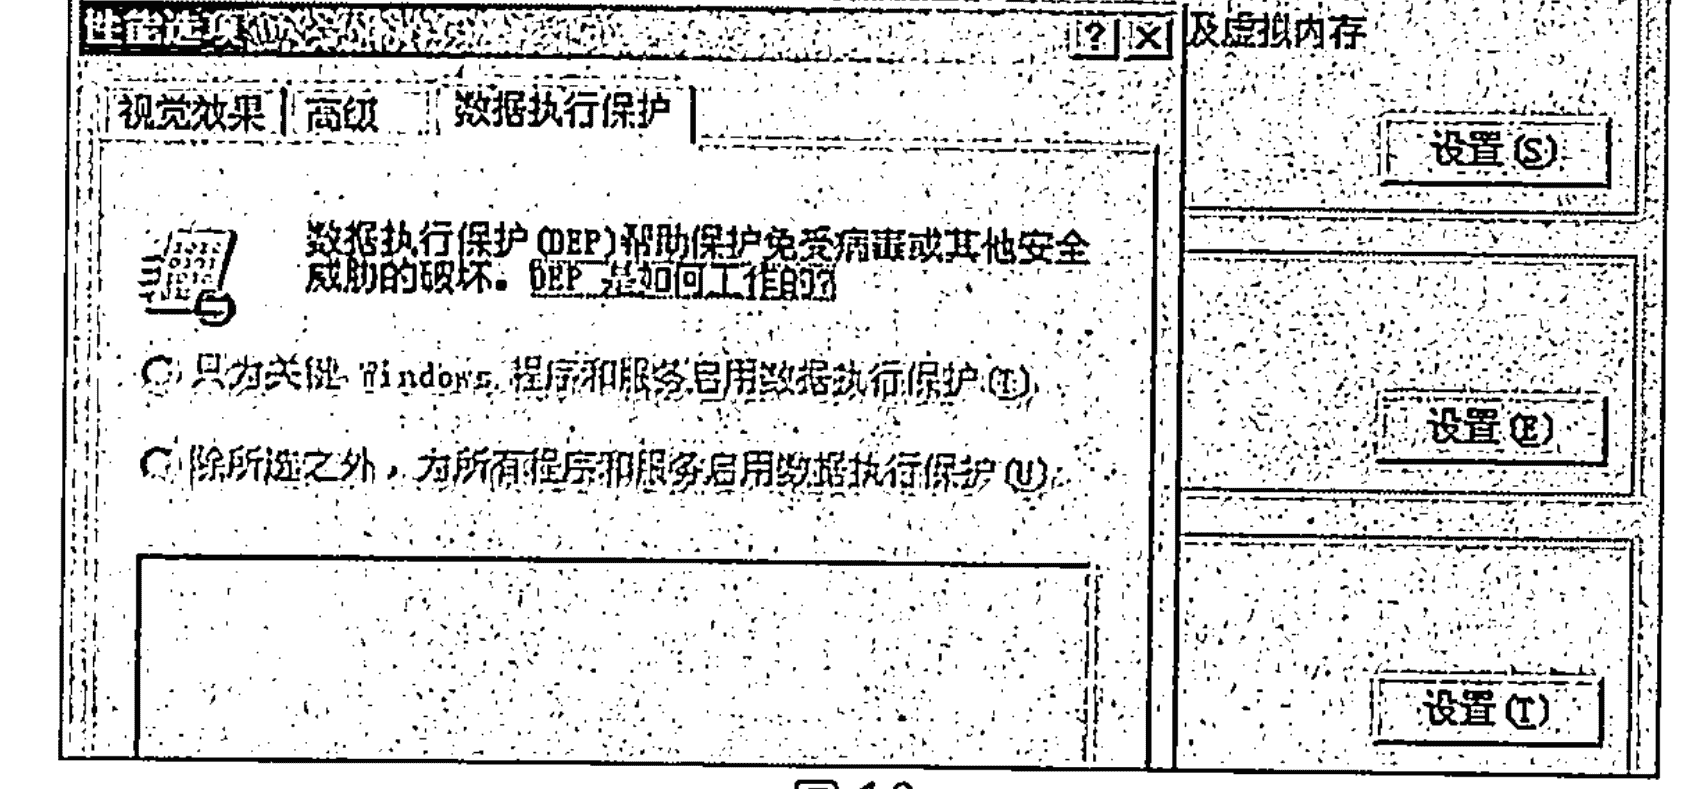 性能选项
及虚拟内存
视觉效果 高级 数据执行保护
设置(S)
数据执行保护(DEP)帮助保护免受病毒或其他安全
威胁的破坏。DEP 是如何工作的?
只为关键 Windows 程序和服务启用数据执行保护(T)
设置(E)
除所选之外，为所有程序和服务启用数据执行保护(U)
设置(T)